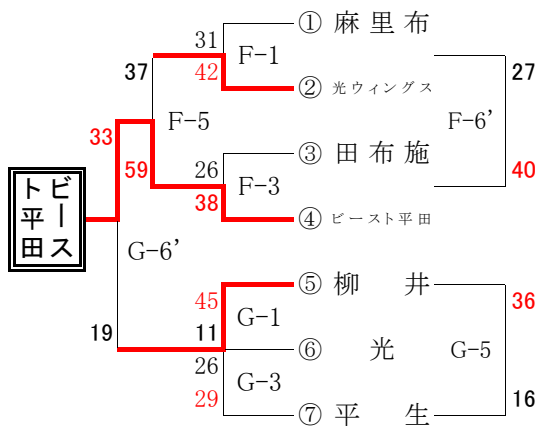 ビースト平田
33
19
G-6'
37
59
F-5
31
42
F-1
26
38
F-3
45
11
G-1
26
29
G-3
① 麻里布
② 光ウィングス
③ 田布施
④ ビースト平田
⑤ 柳井
⑥ 光
⑦ 平生
27
F-6'
40
36
G-5
16